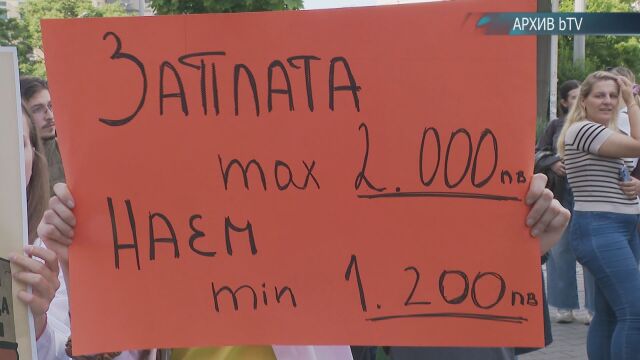 АРХИВ bTV
ЗАПЛАТА
max 2.000лв
НАЕМ
min 1.200лв